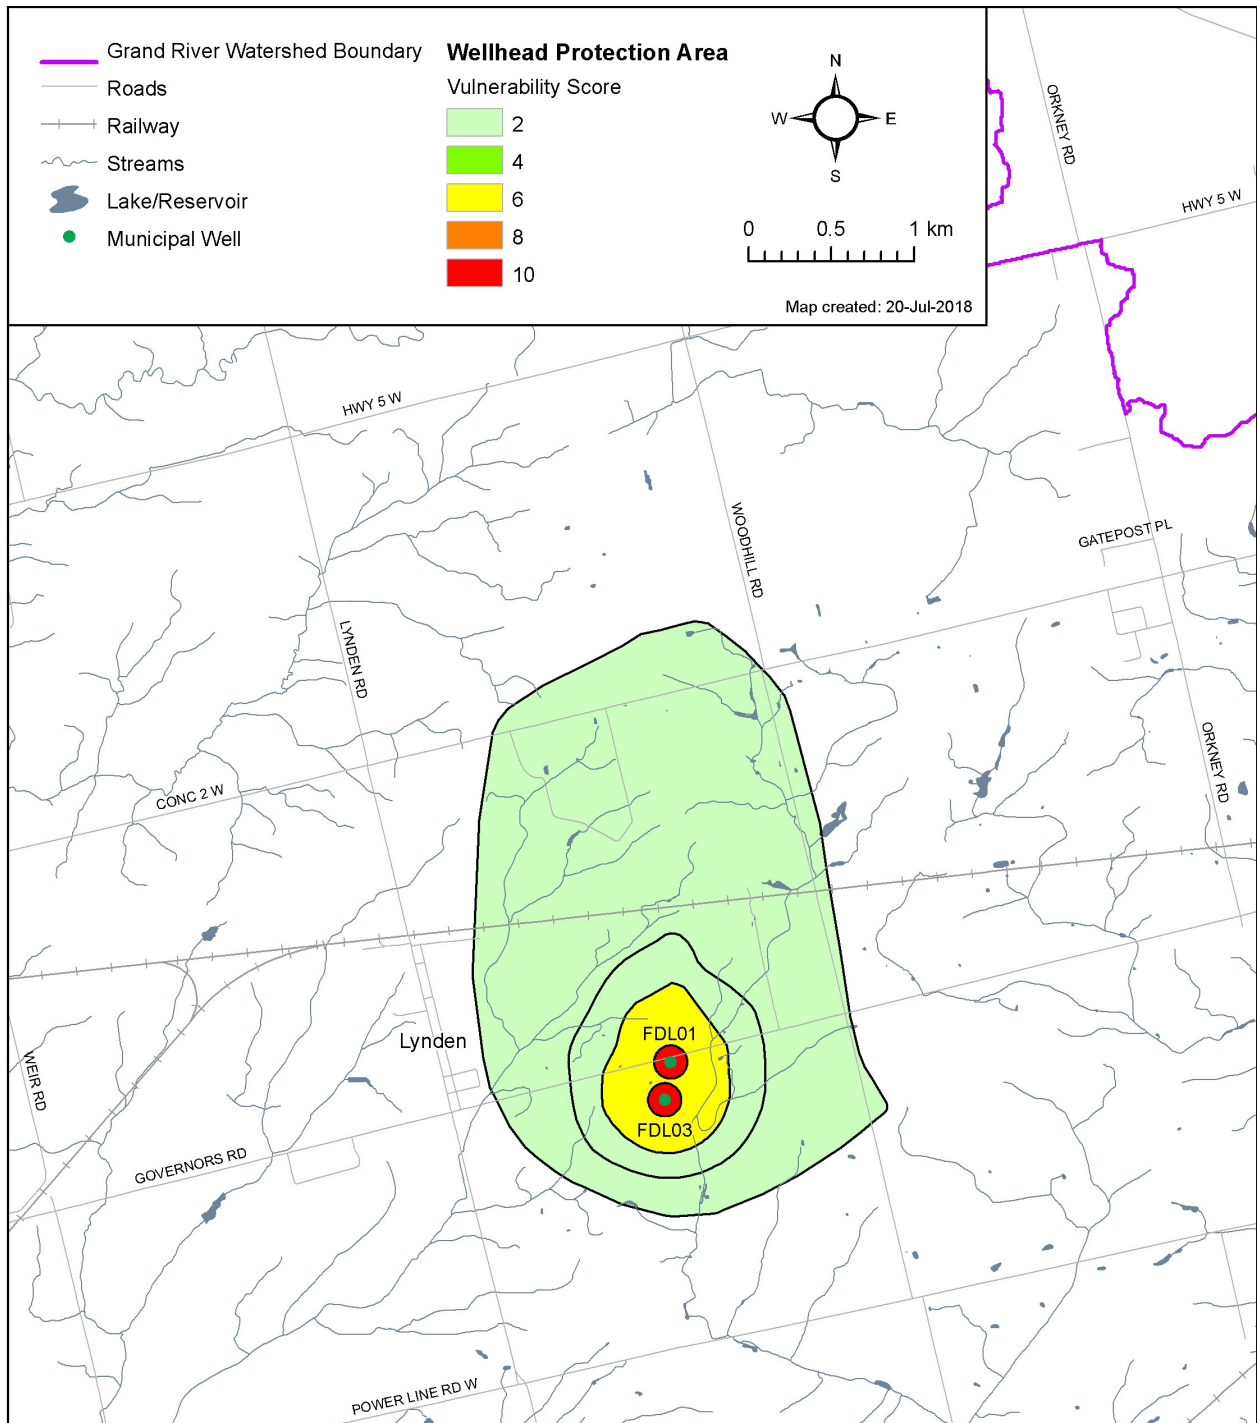 Grand River Watershed Boundary
Roads
Railway
Streams
Lake/Reservoir
Municipal Well
Wellhead Protection Area
Vulnerability Score
2
4
6
8
10
N
W E
S
0 0.5 1 km
Map created: 20-Jul-2018
ORKNEY RD
HWY 5 W
HWY 5 W
WOODHILL RD
GATEPOST PL
LYNDEN RD
ORKNEY RD
CONC 2 W
FDL01
Lynden
WEIR RD
FDL03
GOVERNORS RD
POWER LINE RD W